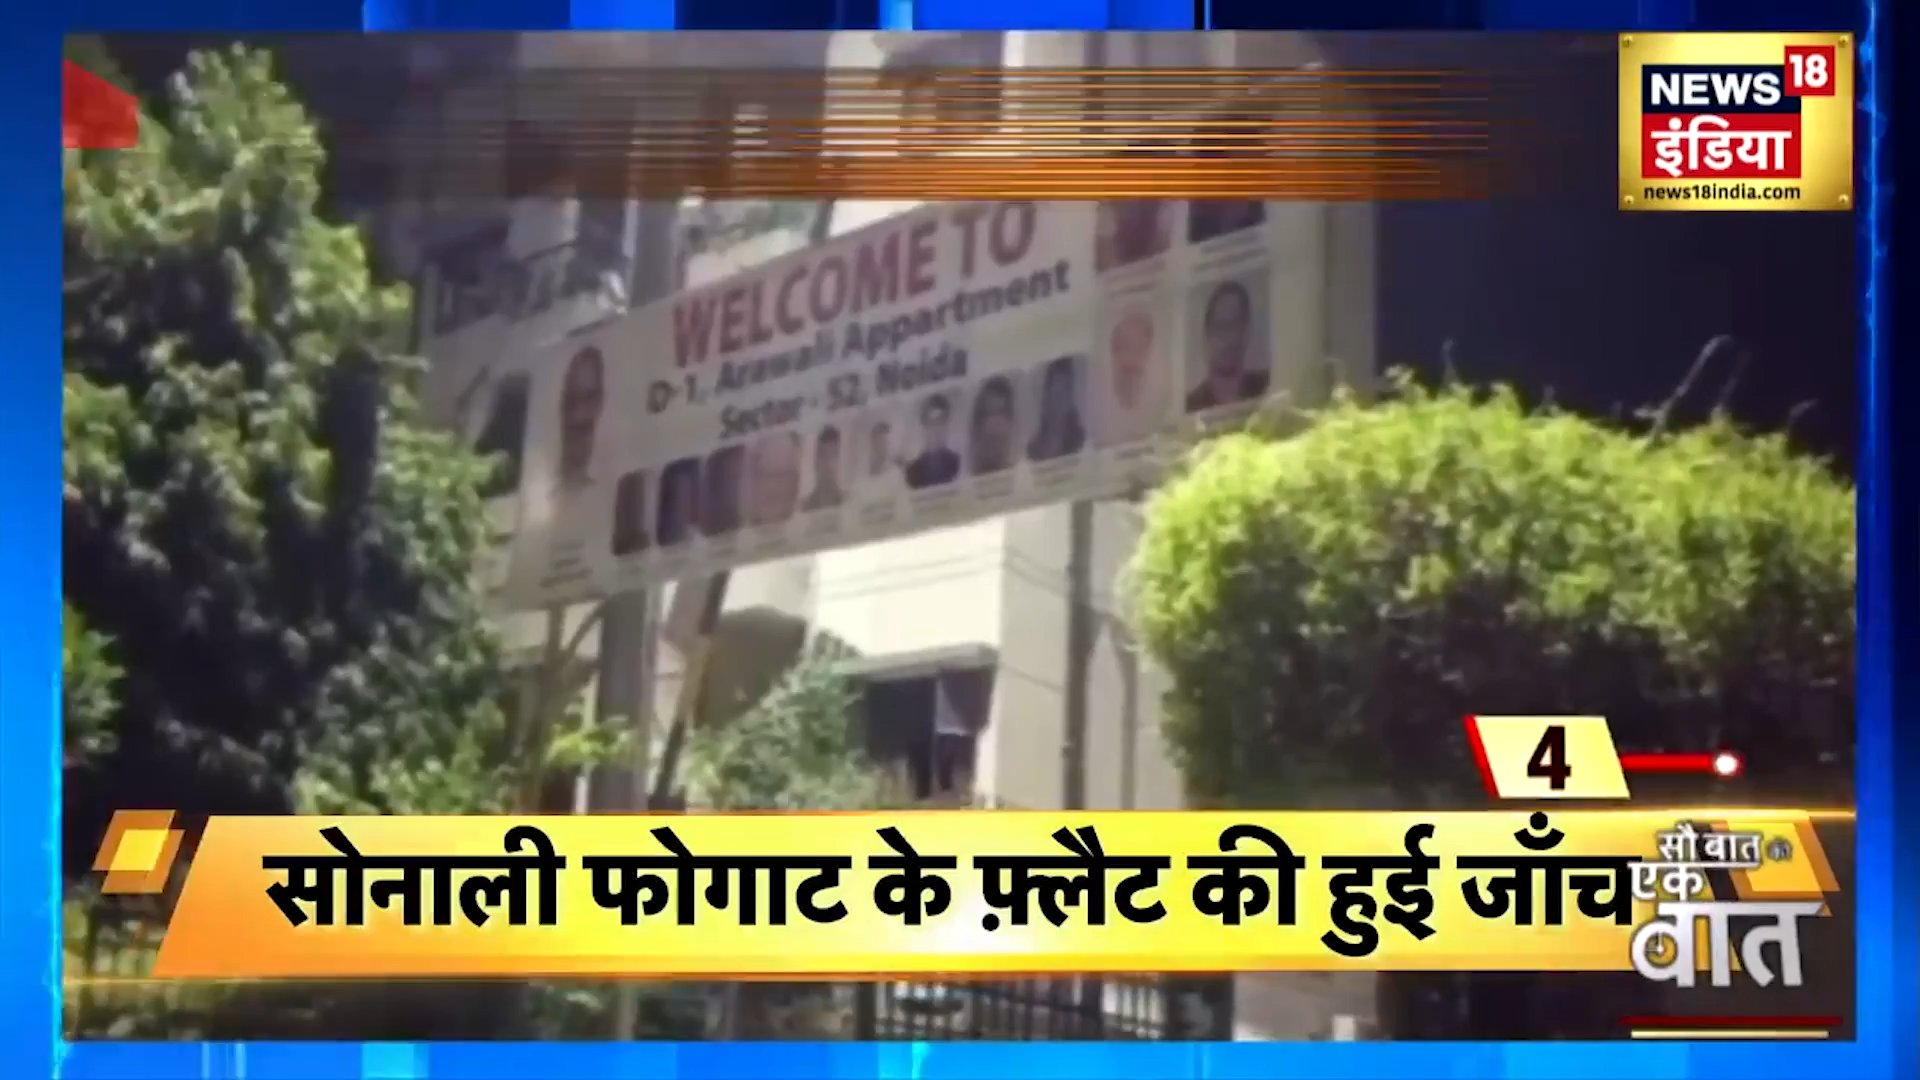 NEWS 18
इंडिया
news18india.com
WELCOME TO
D-1, Arawali Appartment
Sector - 52, Noida
4
सोनाली फोगाट के फ़्लैट की हुई जाँच
सौ बात की
एक
बात